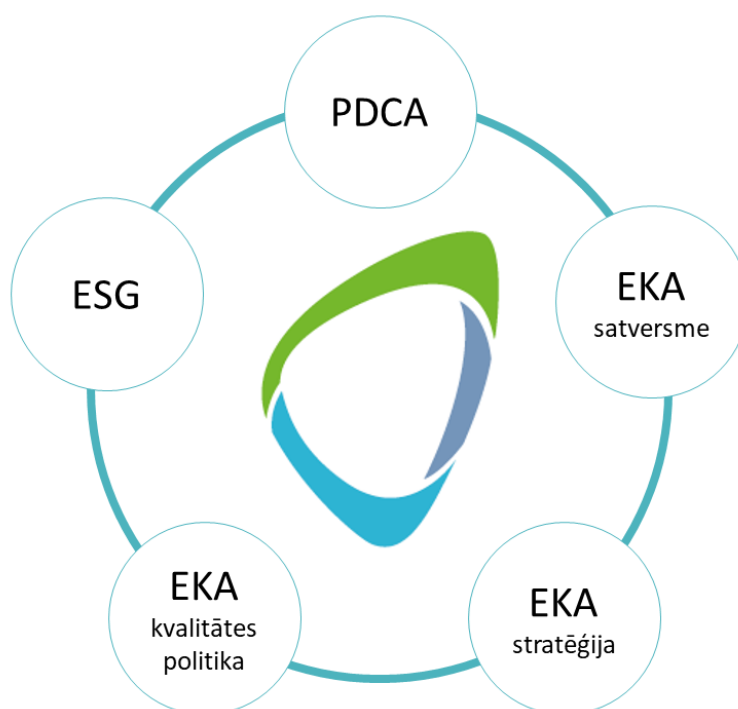 PDCA
ESG
EKA
satversme
EKA
kvalitātes
politika
EKA
stratēģija